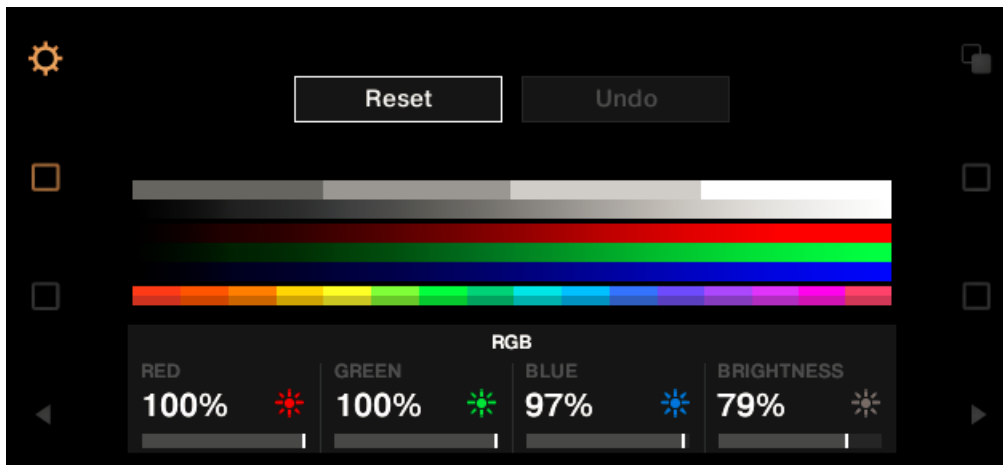 Reset Undo
RGB
RED GREEN BLUE BRIGHTNESS
100% 100% 97% 79%